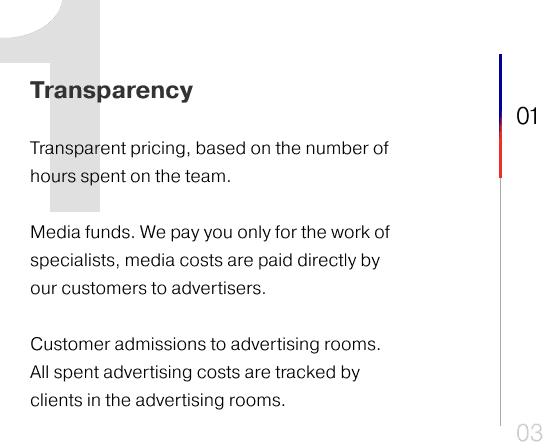 1
Transparency
01
Transparent pricing, based on the number of
hours spent on the team.
Media funds. We pay you only for the work of
specialists, media costs are paid directly by
our customers to advertisers.
Customer admissions to advertising rooms.
All spent advertising costs are tracked by
clients in the advertising rooms.
03